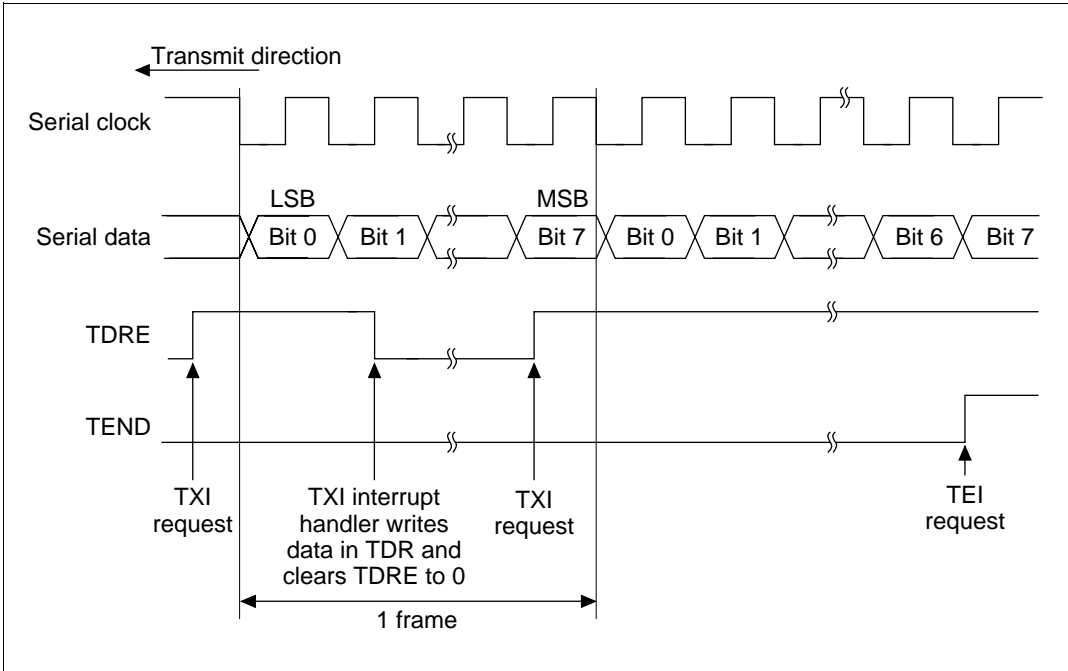 Transmit direction
Serial clock
LSB
MSB
Serial data
Bit 0
Bit 1
Bit 7
Bit 0
Bit 1
Bit 6
Bit 7
TDRE
TEND
TXI
request
TXI interrupt
handler writes
data in TDR and
clears TDRE to 0
TXI
request
TEI
request
1 frame